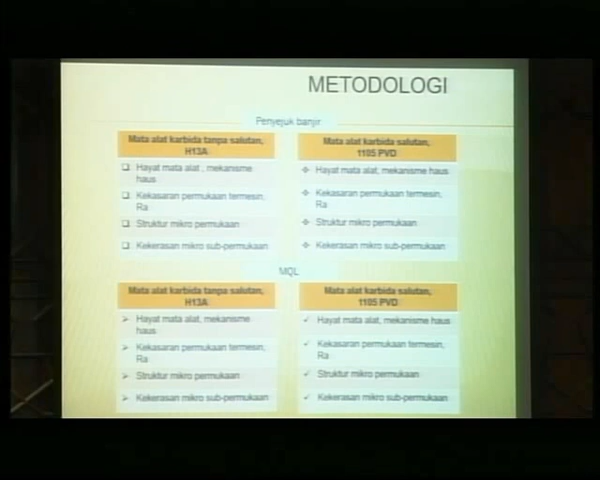 METODOLOGI
Penyejuk banjir
Mata alat karbida tanpa salutan,
H13A
Hayat mata alat , mekanisme
haus
Kekasaran permukaan termesin,
Ra
Struktur mikro permukaan
Kekerasan mikro sub-permukaan
Mata alat karbida salutan,
1105 PVD
Hayat mata alat, mekanisme haus
Kekasaran permukaan termesin,
Ra
Struktur mikro permukaan
Kekerasan mikro sub-permukaan
MQL
Mata alat karbida tanpa salutan,
H13A
Hayat mata alat, mekanisme
haus
Kekasaran permukaan termesin,
Ra
Struktur mikro permukaan
Kekerasan mikro sub-permukaan
Mata alat karbida salutan,
1105 PVD
Hayat mata alat, mekanisme haus
Kekasaran permukaan termesin,
Ra
Struktur mikro permukaan
Kekerasan mikro sub-permukaan